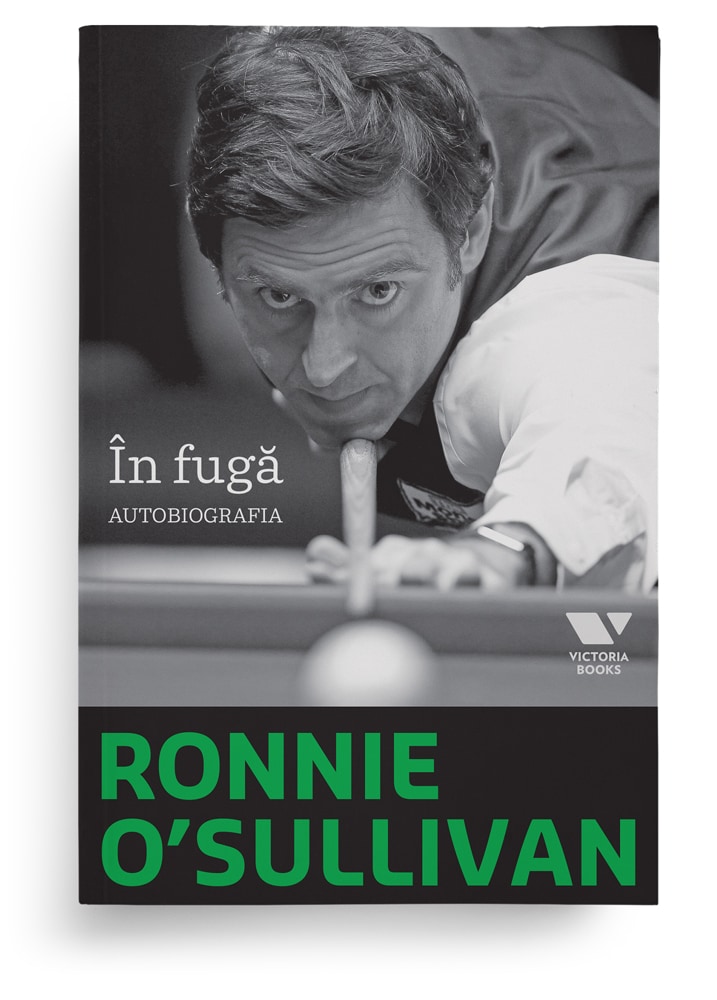 În fugă
AUTOBIOGRAFIA
VICTORIA
BOOKS
RONNIE
O'SULLIVAN